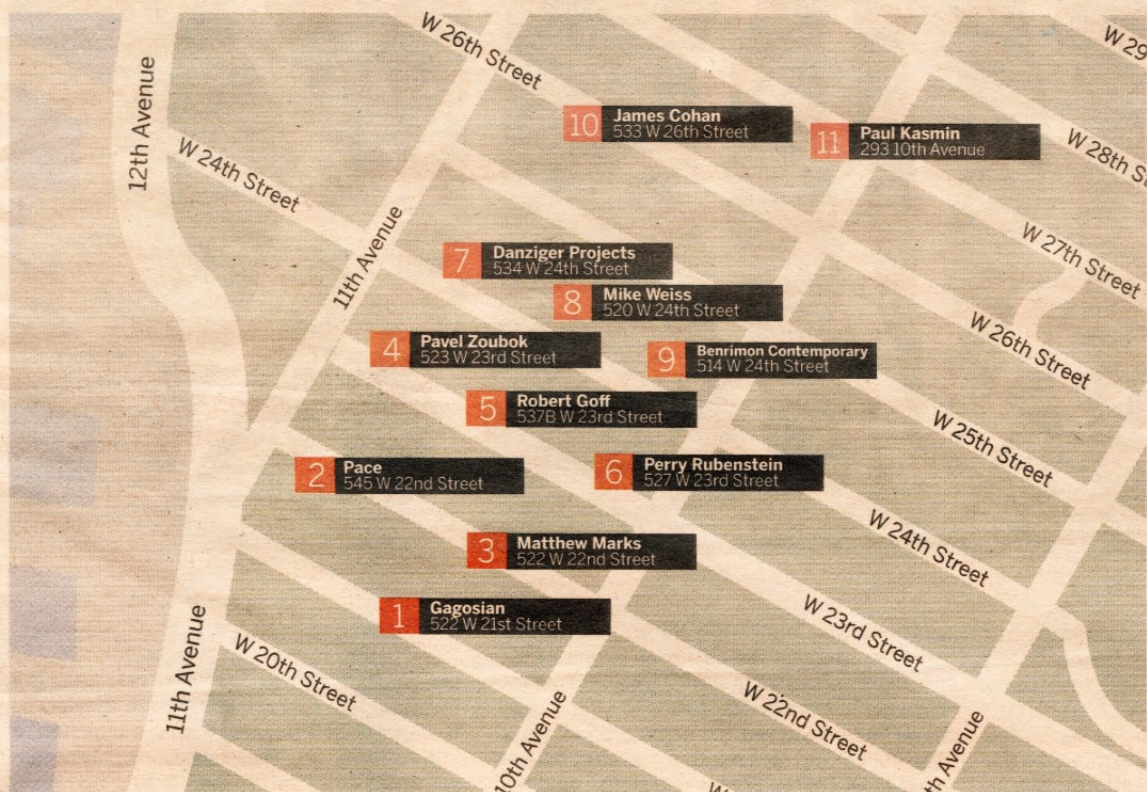 W 26th Street
W 29
12th Avenue
10
James Cohan
533 W 26th Street
11
Paul Kasmin
293 10th Avenue
W 28th S
W 24th Street
11th Avenue
W 27th Street
7
Danziger Projects
534 W 24th Street
8
Mike Weiss
520 W 24th Street
W 26th Street
4
Pavel Zoubok
523 W 23rd Street
9
Benrimon Contemporary
514 W 24th Street
5
Robert Goff
537B W 23rd Street
W 25th Street
2
Pace
545 W 22nd Street
6
Perry Rubenstein
527 W 23rd Street
W 24th Street
3
Matthew Marks
522 W 22nd Street
1
Gagosian
522 W 21st Street
W 23rd Street
11th Avenue
W 20th Street
W 22nd Street
10th Avenue
th Avenue